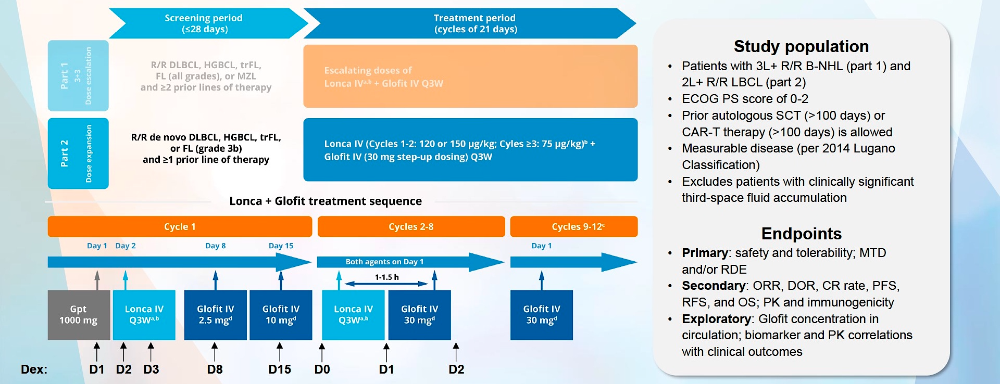 Screening period
(≤28 days)
Treatment period
(cycles of 21 days)
Part 1
3+3
Dose escalation
R/R DLBCL, HGBCL, trFL,
FL (all grades), or MZL
and ≥2 prior lines of therapy
Escalating doses of
Lonca IVa,b + Glofit IV Q3W
Part 2
Dose expansion
R/R de novo DLBCL, HGBCL, trFL,
or FL (grade 3b)
and ≥1 prior line of therapy
Lonca IV (Cycles 1-2: 120 or 150 µg/kg; Cyles ≥3: 75 µg/kg)b +
Glofit IV (30 mg step-up dosing) Q3W
Lonca + Glofit treatment sequence
Cycle 1
Cycles 2-8
Cycles 9-12c
Day 1
Day 2
Day 8
Day 15
Day 1
Both agents on Day 1
1-1.5 h
Gpt
1000 mg
Lonca IV
Q3Wa,b
Glofit IV
2.5 mgd
Glofit IV
10 mgd
Lonca IV
Q3Wa,b
Glofit IV
30 mgd
Glofit IV
30 mgd
Dex:
D1
D2
D3
D8
D15
D0
D1
D2
Study population
• Patients with 3L+ R/R B-NHL (part 1) and
2L+ R/R LBCL (part 2)
• ECOG PS score of 0-2
• Prior autologous SCT (>100 days) or
CAR-T therapy (>100 days) is allowed
• Measurable disease (per 2014 Lugano
Classification)
• Excludes patients with clinically significant
third-space fluid accumulation
Endpoints
• Primary: safety and tolerability; MTD
and/or RDE
• Secondary: ORR, DOR, CR rate, PFS,
RFS, and OS; PK and immunogenicity
• Exploratory: Glofit concentration in
circulation; biomarker and PK correlations
with clinical outcomes